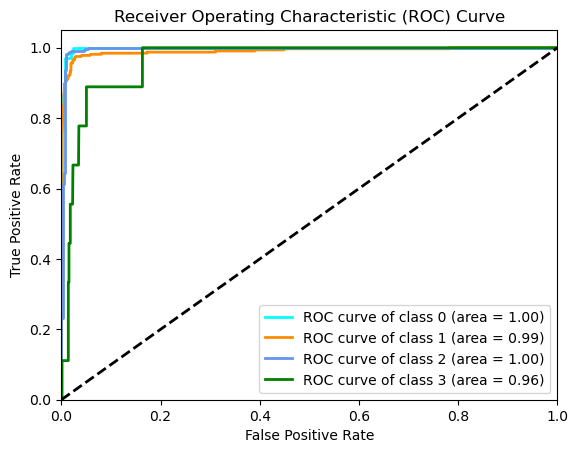 Receiver Operating Characteristic (ROC) Curve
True Positive Rate
1.0
0.8
0.6
0.4
0.2
0.0
ROC curve of class 0 (area = 1.00)
ROC curve of class 1 (area = 0.99)
ROC curve of class 2 (area = 1.00)
ROC curve of class 3 (area = 0.96)
0.0 0.2 0.4 0.6 0.8 1.0
False Positive Rate